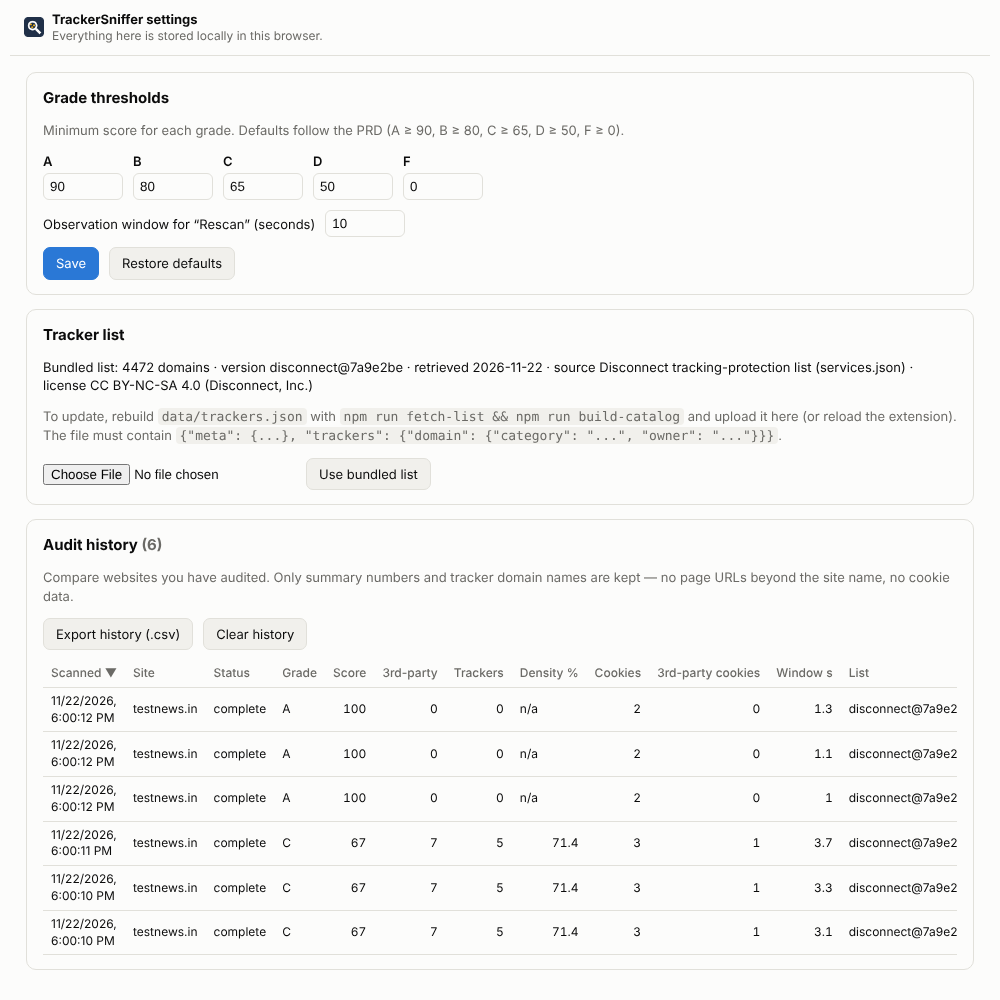 TrackerSniffer settings
Everything here is stored locally in this browser.
Grade thresholds
Minimum score for each grade. Defaults follow the PRD (A ≥ 90, B ≥ 80, C ≥ 65, D ≥ 50, F ≥ 0).
A B C D F
90 80 65 50 0
Observation window for “Rescan” (seconds) 10
Save Restore defaults
Tracker list
Bundled list: 4472 domains · version disconnect@7a9e2be · retrieved 2026-11-22 · source Disconnect tracking-protection list (services.json) ·
license CC BY-NC-SA 4.0 (Disconnect, Inc.)
To update, rebuild data/trackers.json with npm run fetch-list && npm run build-catalog and upload it here (or reload the extension).
The file must contain {"meta": {...}, "trackers": {"domain": {"category": "...", "owner": "..."}}}.
Choose File No file chosen Use bundled list
Audit history (6)
Compare websites you have audited. Only summary numbers and tracker domain names are kept — no page URLs beyond the site name, no cookie
data.
Export history (.csv) Clear history
Scanned ▼ Site Status Grade Score 3rd-party Trackers Density % Cookies 3rd-party cookies Window s List
11/22/2026,
6:00:12 PM testnews.in complete A 100 0 0 n/a 2 0 1.3 disconnect@7a9e2
11/22/2026,
6:00:12 PM testnews.in complete A 100 0 0 n/a 2 0 1.1 disconnect@7a9e2
11/22/2026,
6:00:12 PM testnews.in complete A 100 0 0 n/a 2 0 1 disconnect@7a9e2
11/22/2026,
6:00:11 PM testnews.in complete C 67 7 5 71.4 3 1 3.7 disconnect@7a9e2
11/22/2026,
6:00:10 PM testnews.in complete C 67 7 5 71.4 3 1 3.3 disconnect@7a9e2
11/22/2026,
6:00:10 PM testnews.in complete C 67 7 5 71.4 3 1 3.1 disconnect@7a9e2